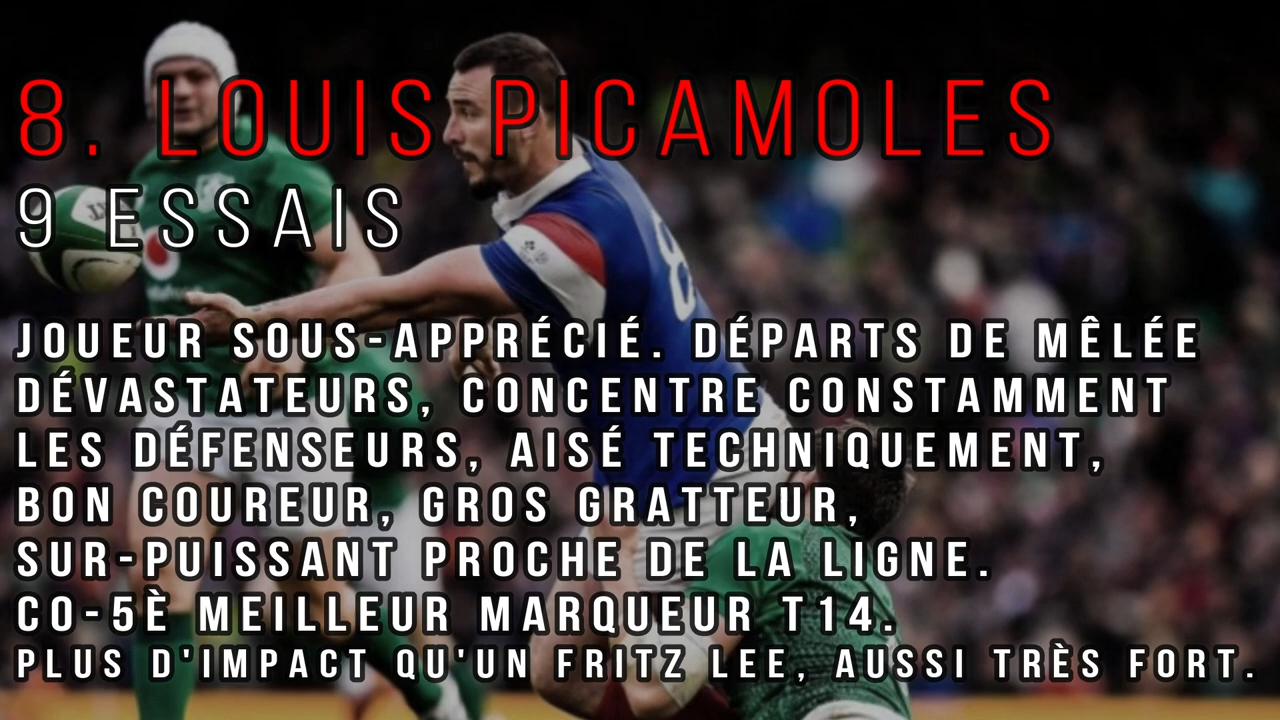 8. LOUIS PICAMOLES
9 ESSAIS
JOUEUR SOUS-APPRÉCIÉ. DÉPARTS DE MÊLÉE
DÉVASTATEURS, CONCENTRE CONSTAMMENT
LES DÉFENSEURS, AISÉ TECHNIQUEMENT,
BON COUREUR, GROS GRATTEUR,
SUR-PUISSANT PROCHE DE LA LIGNE.
CO-5È MEILLEUR MARQUEUR T14.
PLUS D'IMPACT QU'UN FRITZ LEE, AUSSI TRÈS FORT.
8